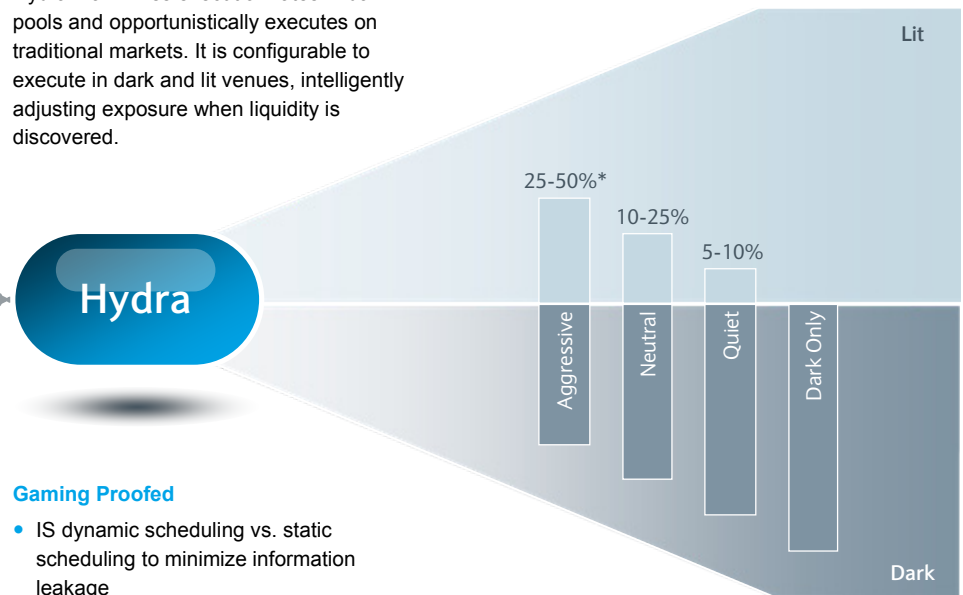 pools and opportunistically executes on
traditional markets. It is configurable to
execute in dark and lit venues, intelligently
adjusting exposure when liquidity is
discovered.
Lit
25-50%*
10-25%
5-10%
Hydra
Aggressive
Neutral
Quiet
Dark Only
Gaming Proofed
• IS dynamic scheduling vs. static
scheduling to minimize information
leakage
Dark